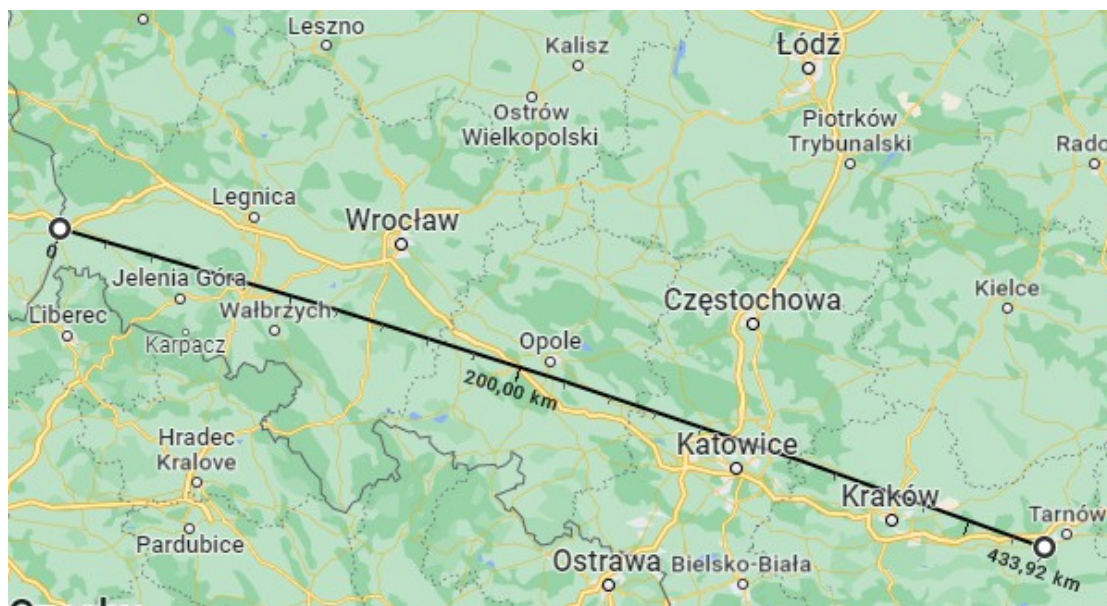 Leszno
Kalisz
Łódź
Ostrów
Wielkopolski
Piotrków
Trybunalski
Rado
Legnica
Wrocław
0
Jelenia Góra
Liberec
Wałbrzych
Karpacz
Częstochowa
Kielce
Opole
200,00 km
Hradec
Kralove
Katowice
Kraków
Tarnów
Pardubice
Ostrawa
Bielsko-Biała
433,92 km